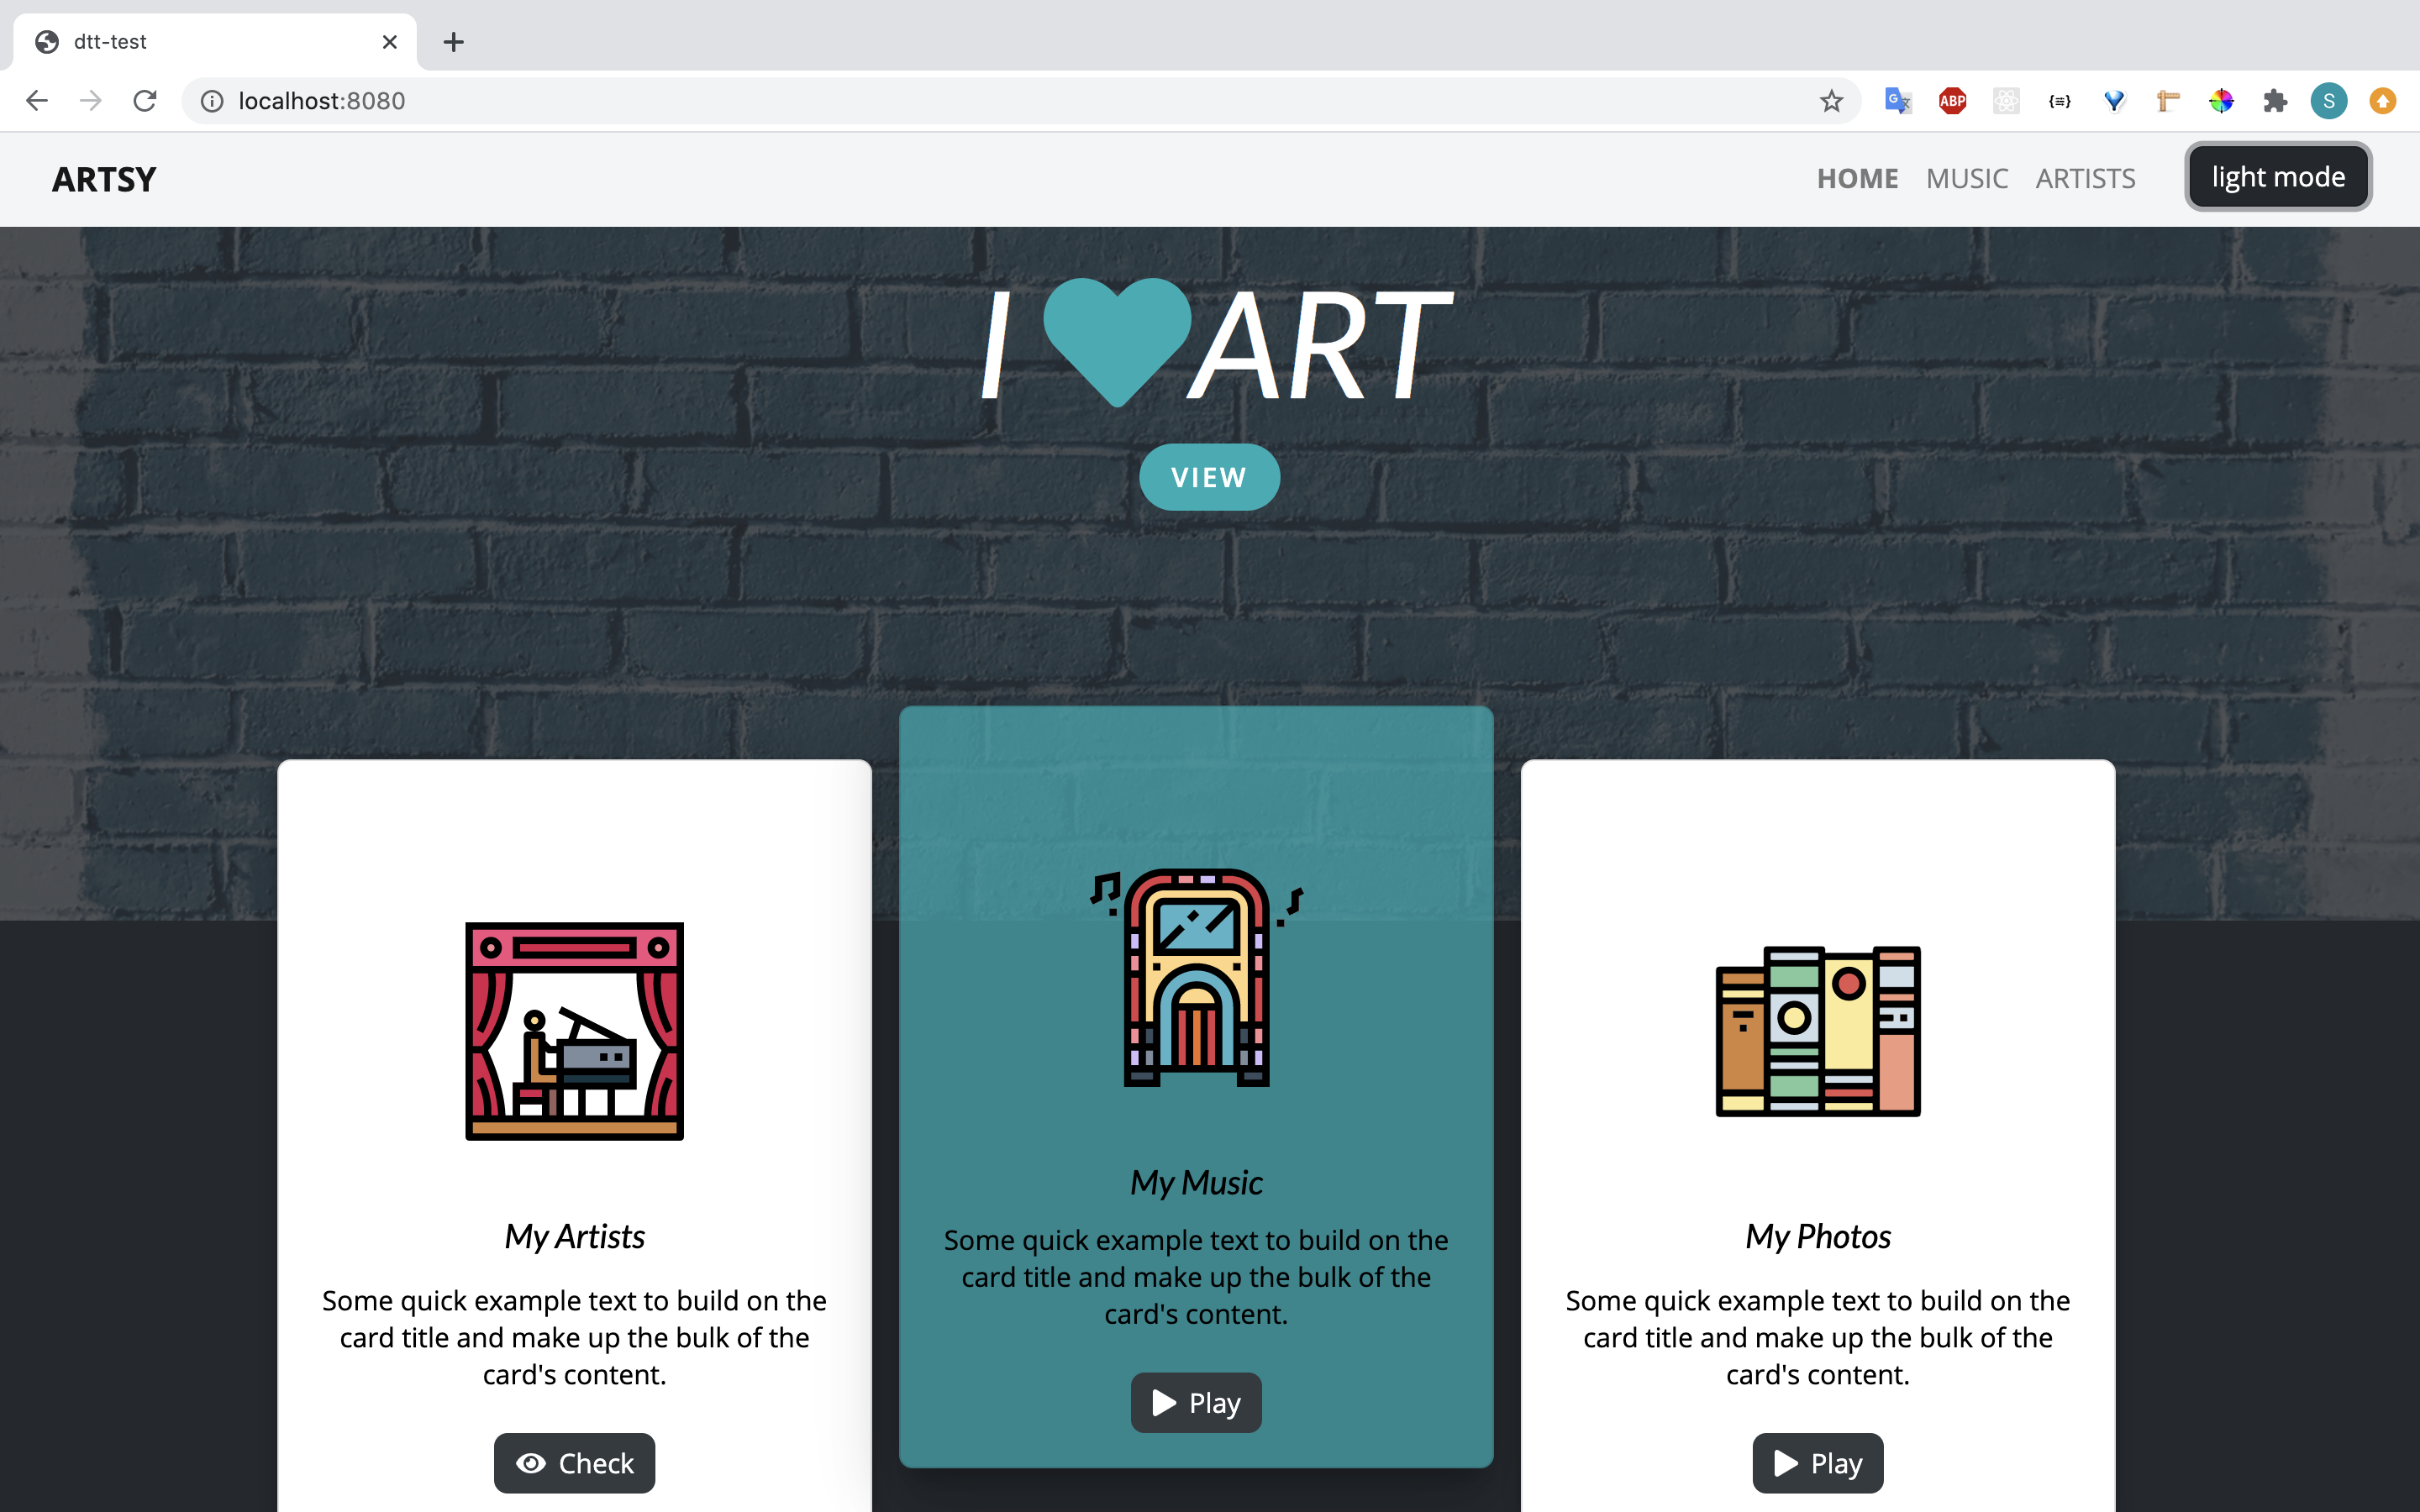 dtt-test
localhost:8080
ABP
S
ARTSY
HOME MUSIC ARTISTS light mode
I ART
VIEW
My Artists
Some quick example text to build on the
card title and make up the bulk of the
card's content.
Check
My Music
Some quick example text to build on the
card title and make up the bulk of the
card's content.
Play
My Photos
Some quick example text to build on the
card title and make up the bulk of the
card's content.
Play